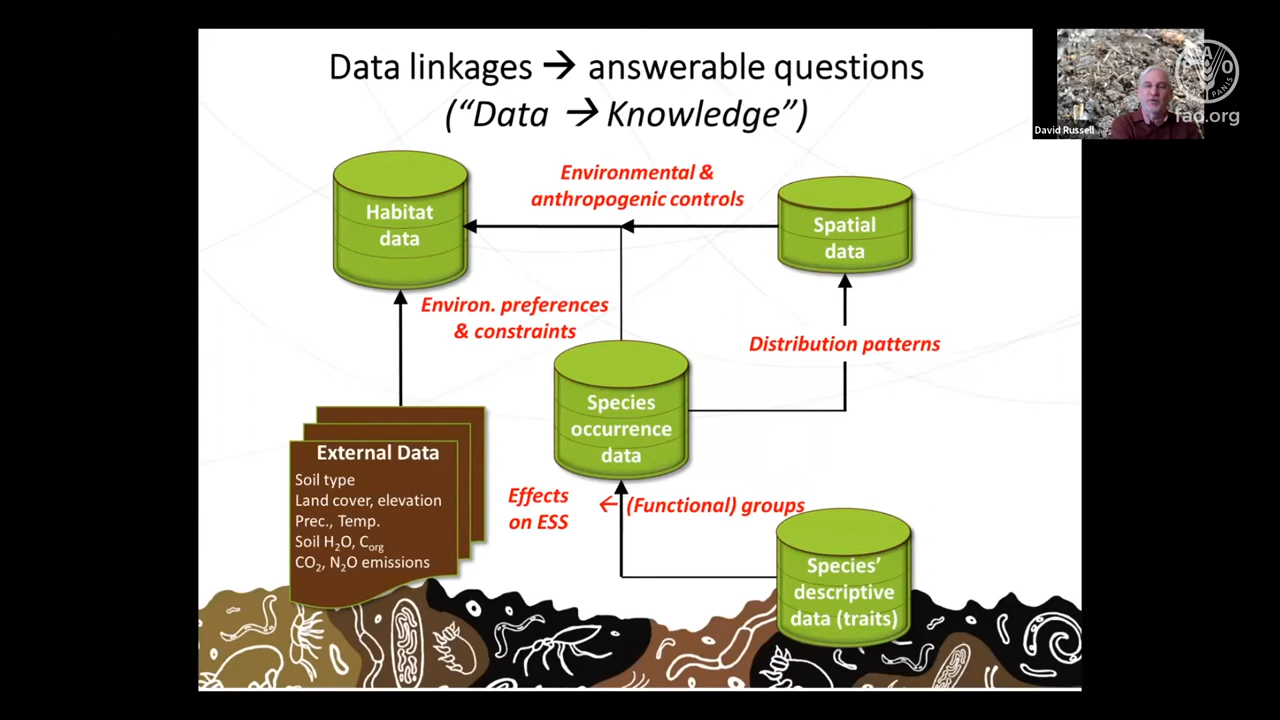 Data linkages → answerable questions
("Data → Knowledge")
David Russell
F A O
PANIS
fao.org
Environmental &
anthropogenic controls
Habitat
data
Spatial
data
Environ. preferences
& constraints
Distribution patterns
Species
occurrence
data
External Data
Soil type
Land cover, elevation
Prec., Temp.
Soil H₂O, Corg
CO₂, N₂O emissions
Effects
on ESS
← (Functional) groups
Species'
descriptive
data (traits)